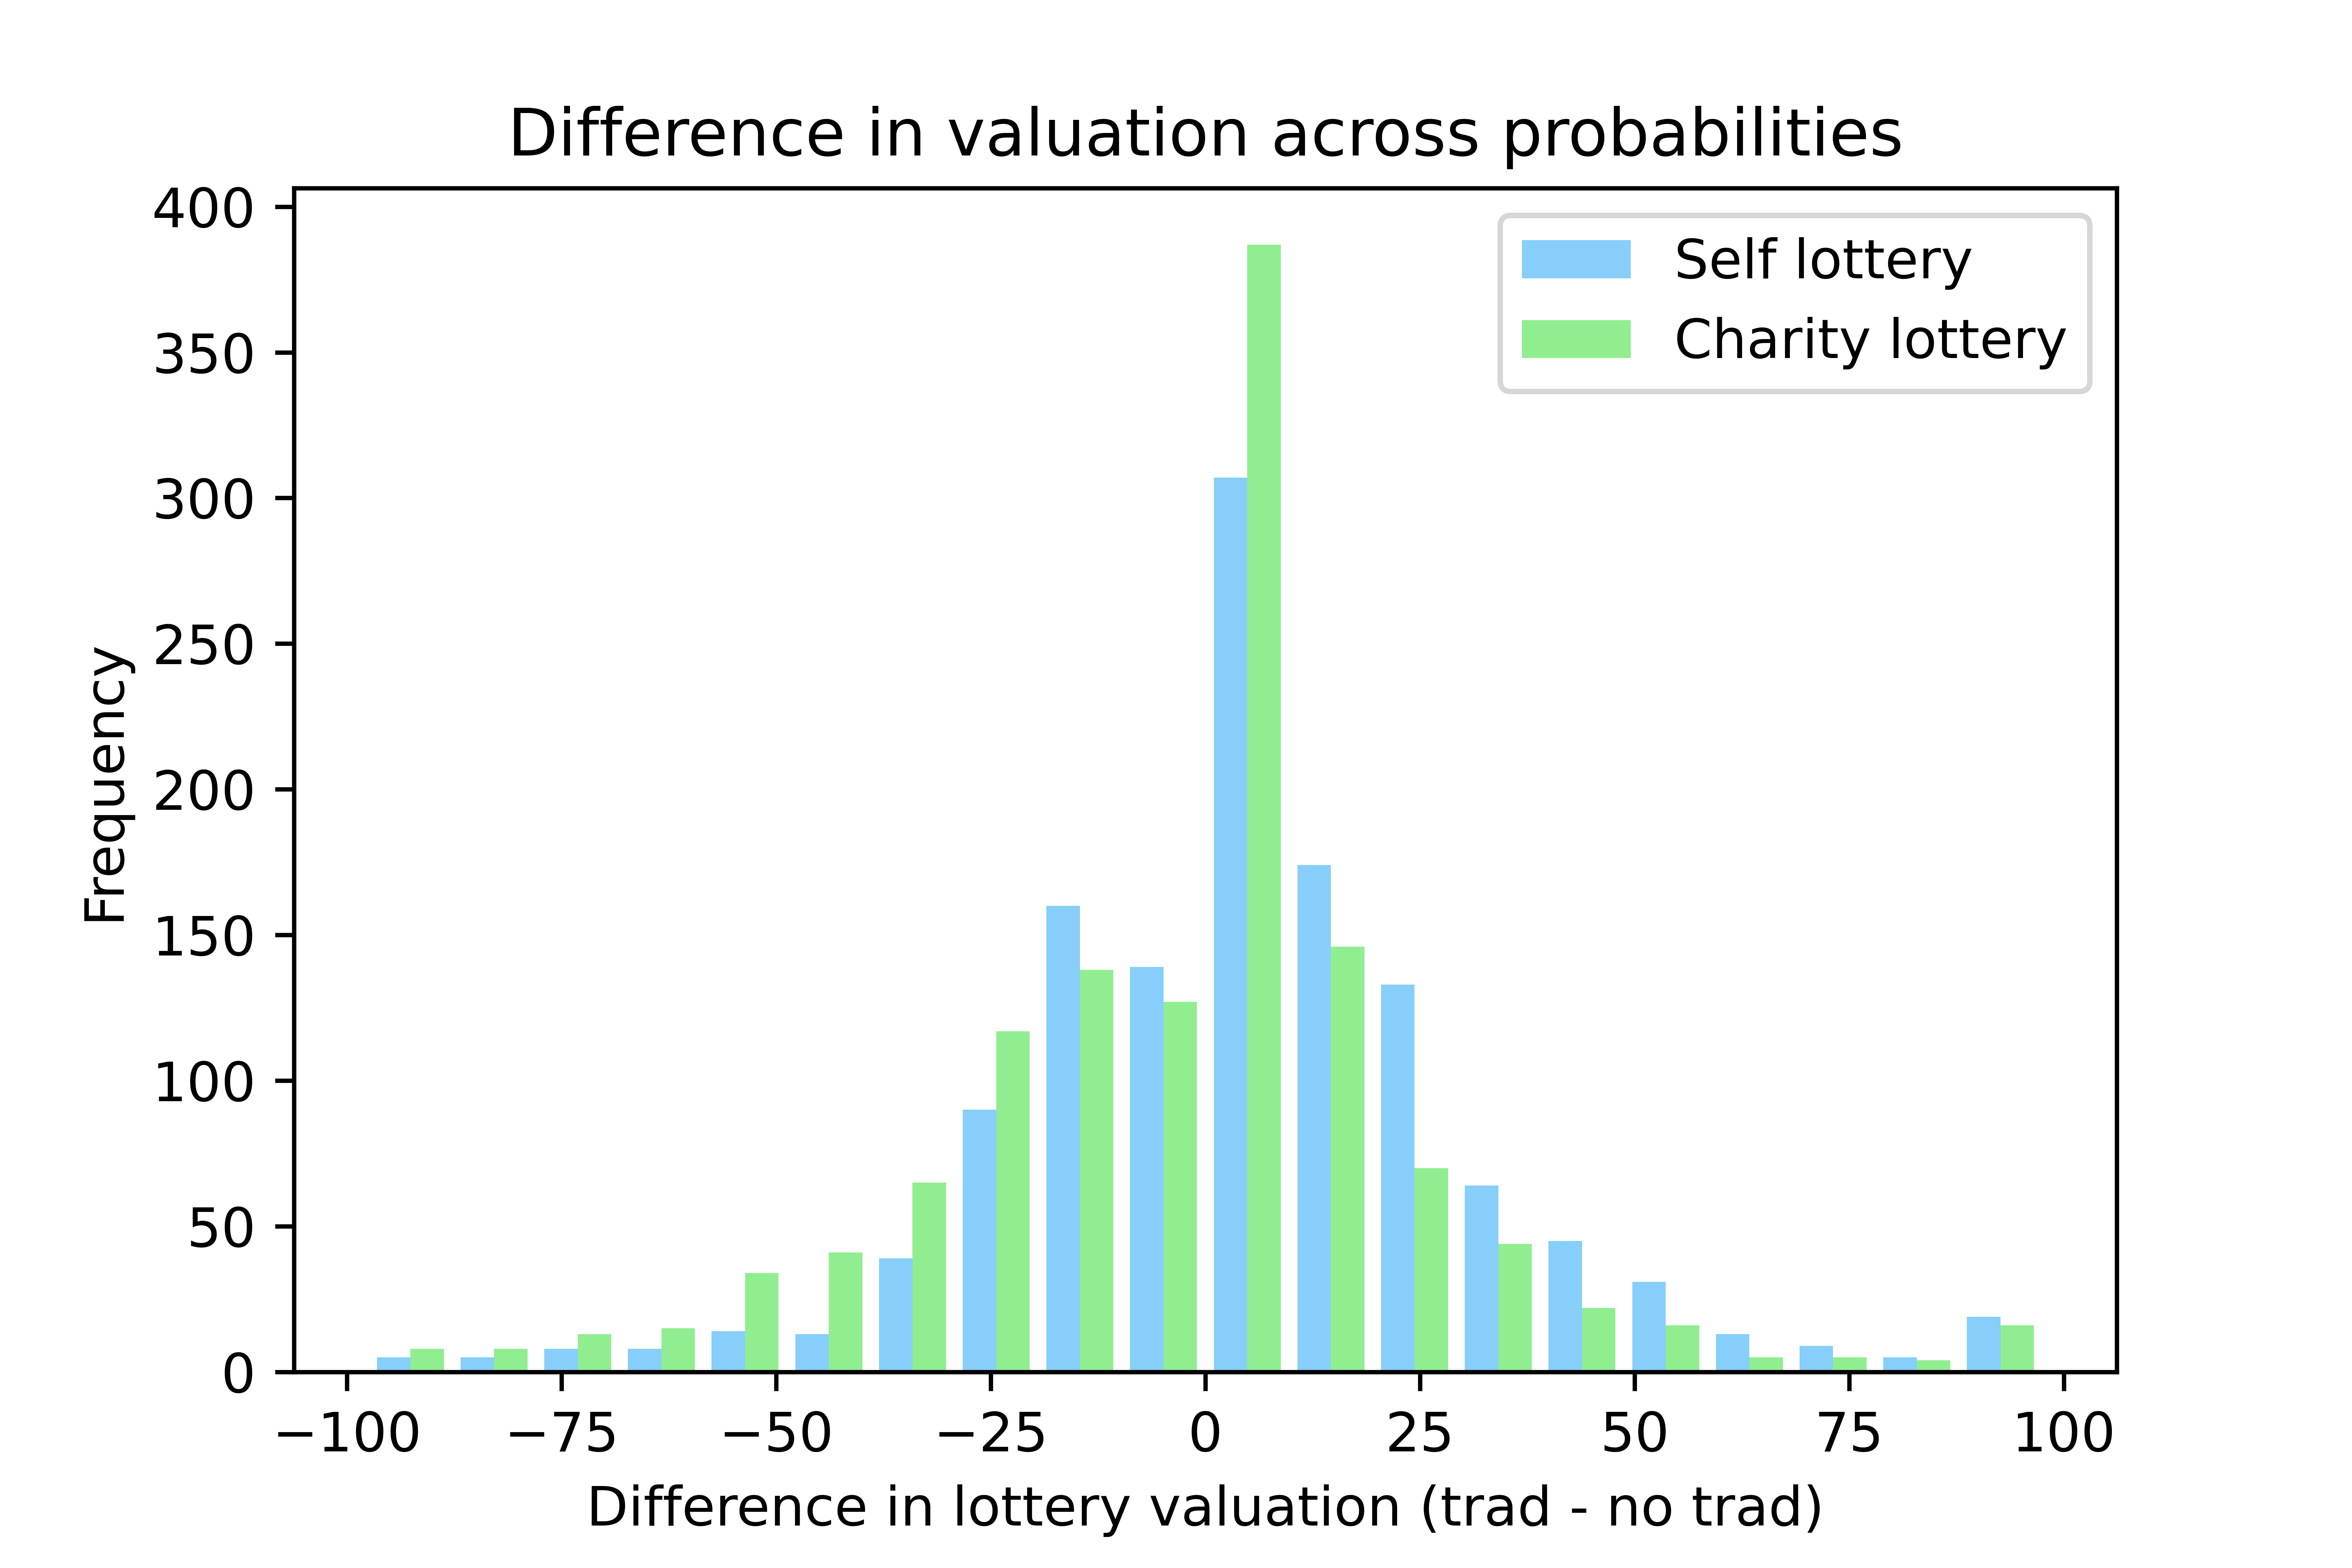 Difference in valuation across probabilities
400
350
300
250
200
150
100
50
0
Frequency
Self lottery
Charity lottery
−100 −75 −50 −25 0 25 50 75 100
Difference in lottery valuation (trad - no trad)